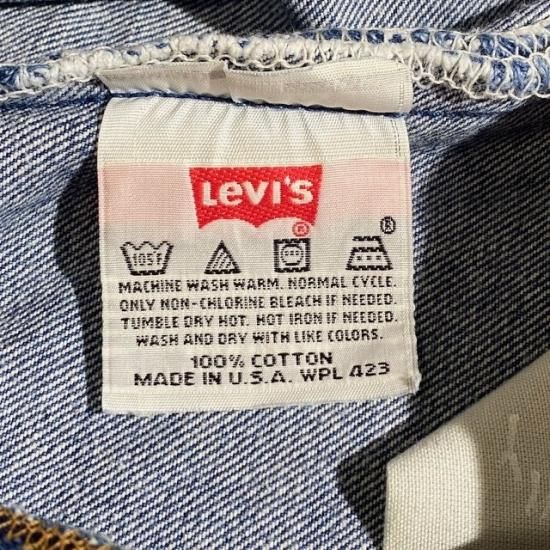 Levi's
®
105F ®
MACHINE WASH WARM. NORMAL CYCLE.
ONLY NON-CHLORINE BLEACH IF NEEDED.
TUMBLE DRY HOT. HOT IRON IF NEEDED.
WASH AND DRY WITH LIKE COLORS.
100% COTTON
MADE IN U.S.A. WPL 423